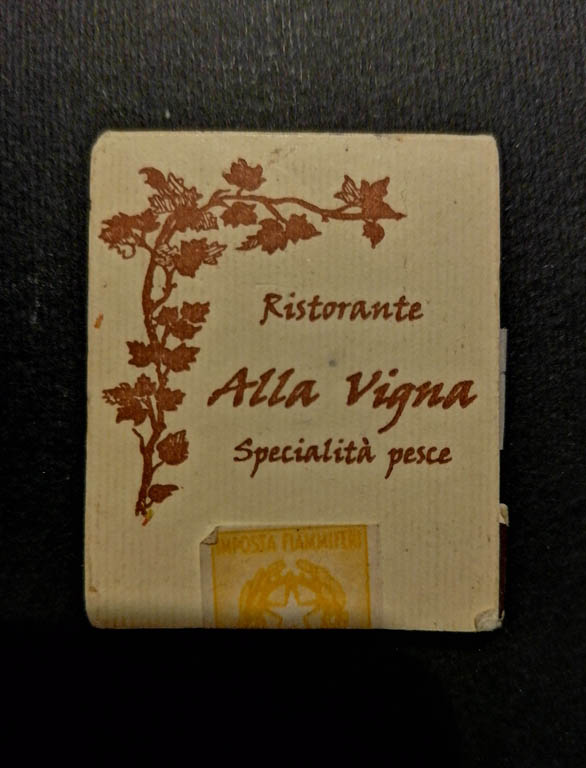 Ristorante
Alla Vigna
Specialità pesce
IMPOSTA FIAMMIFERI